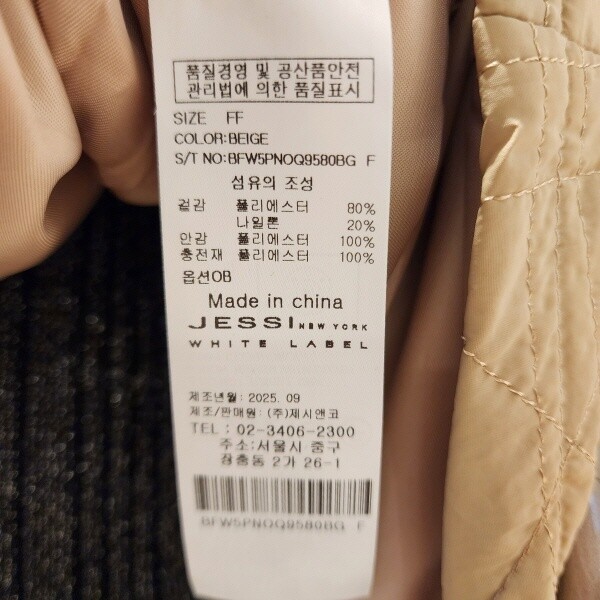 품질경영 및 공산품안전
관리법에 의한 품질표시
SIZE FF
COLOR:BEIGE
S/T NO:BFW5PNOQ9580BG F
섬유의 조성
겉감 폴리에스터 80%
나일론 20%
안감 폴리에스터 100%
충전재 폴리에스터 100%
옵션OB
Made in china
JESSI NEW YORK
WHITE LABEL
제조년월: 2025. 09
제조/판매원: (주)제시앤코
TEL : 02-3406-2300
주소:서울시 중구
장충동 2가 26-1
BFW5PNOQ9580BG F